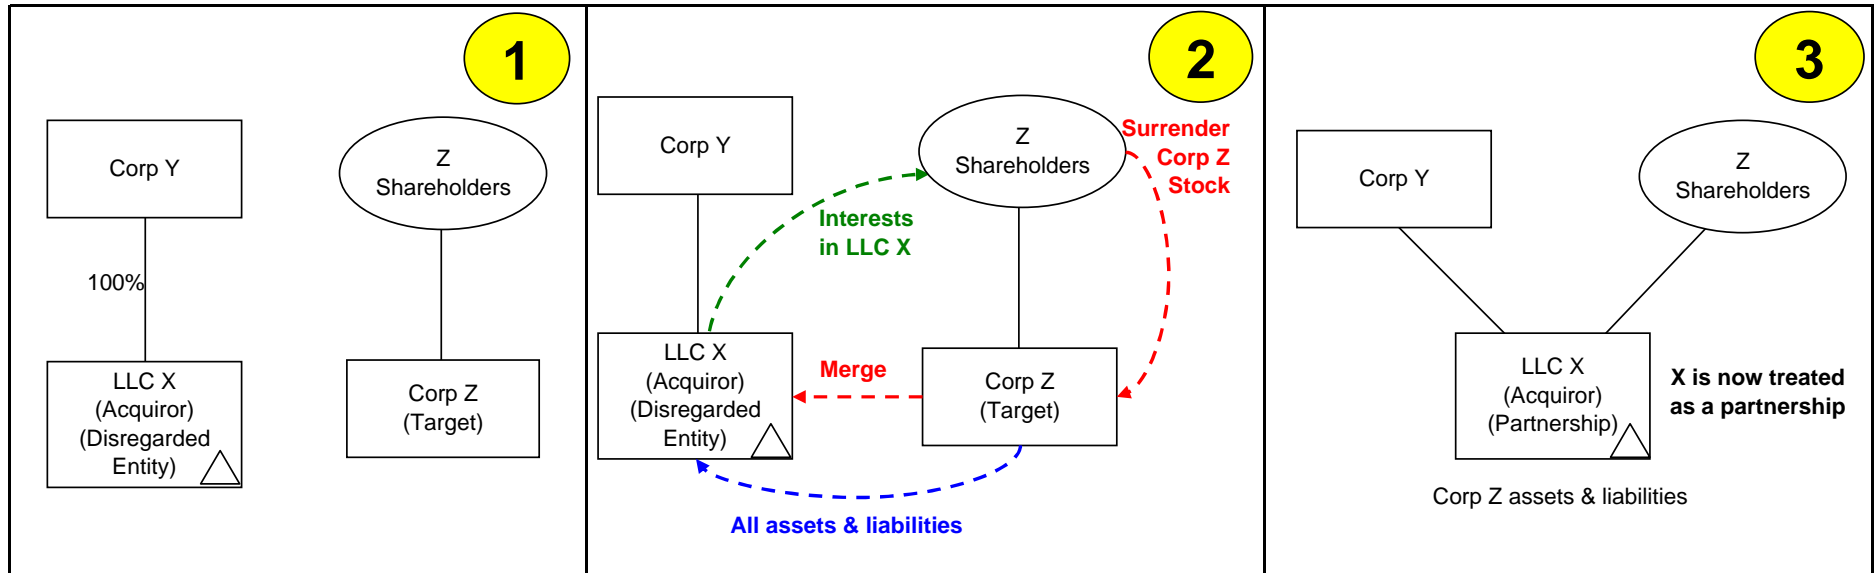 1
Corp Y
Z
Shareholders
100%
LLC X
(Acquiror)
(Disregarded
Entity)
Corp Z
(Target)
2
Corp Y
Z
Shareholders
Surrender
Corp Z
Stock
Interests
in LLC X
LLC X
(Acquiror)
(Disregarded
Entity)
Merge
Corp Z
(Target)
All assets & liabilities
3
Corp Y
Z
Shareholders
LLC X
(Acquiror)
(Partnership)
X is now treated
as a partnership
Corp Z assets & liabilities